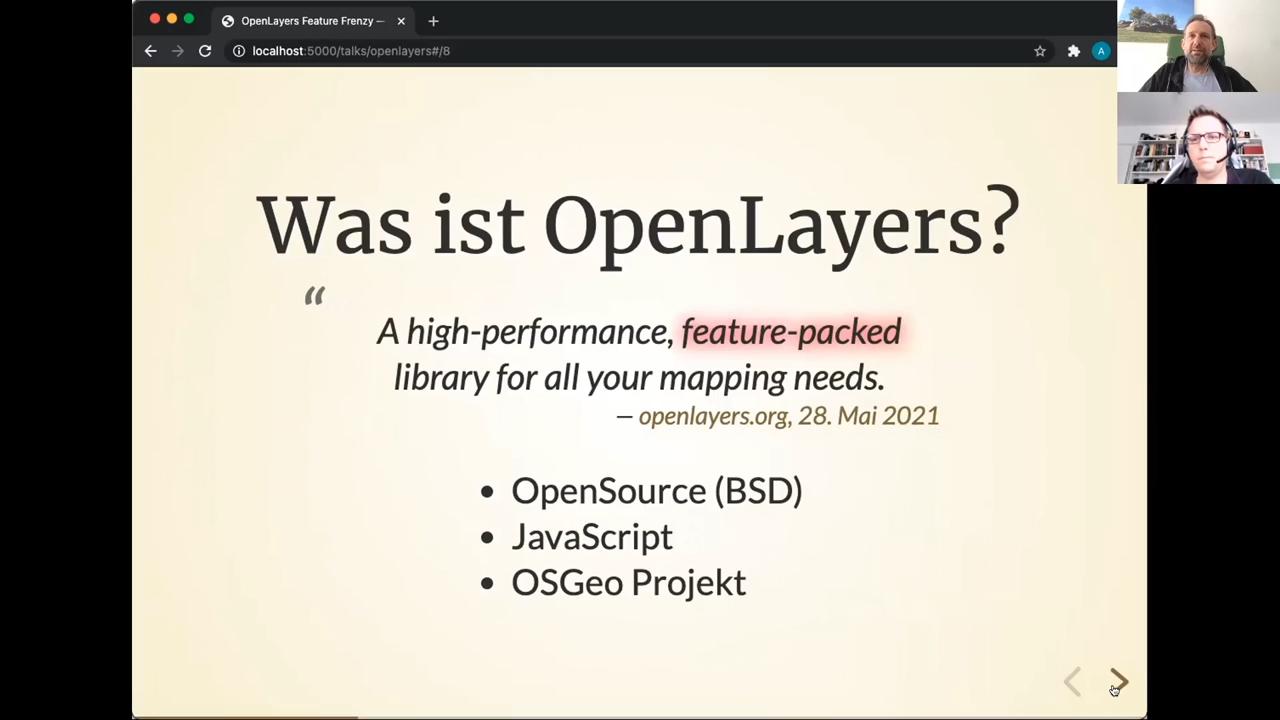 OpenLayers Feature Frenzy —
localhost:5000/talks/openlayers#/8
A
Was ist OpenLayers?
“
A high-performance, feature-packed
library for all your mapping needs.
— openlayers.org, 28. Mai 2021
• OpenSource (BSD)
• JavaScript
• OSGeo Projekt